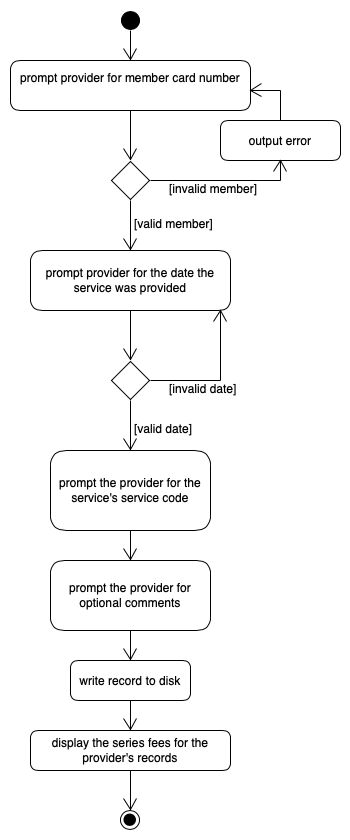 prompt provider for member card number
output error
[invalid member]
[valid member]
prompt provider for the date the
service was provided
[invalid date]
[valid date]
prompt the provider for the
service's service code
prompt the provider for
optional comments
write record to disk
display the series fees for the
provider's records